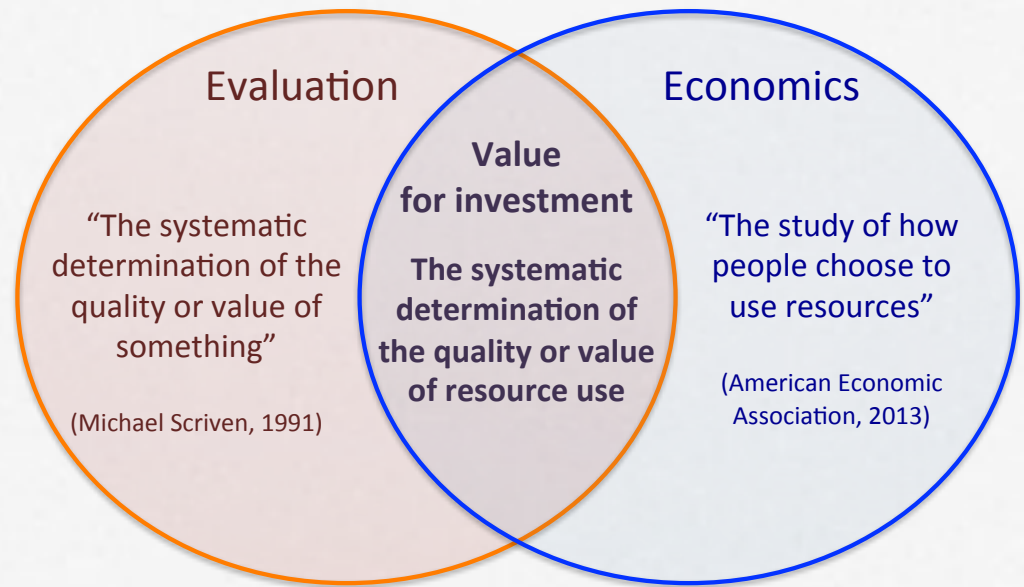 Evaluation
“The systematic
determination of the
quality or value of
something”
(Michael Scriven, 1991)
Value
for investment
The systematic
determination of
the quality or value
of resource use
Economics
“The study of how
people choose to
use resources”
(American Economic
Association, 2013)